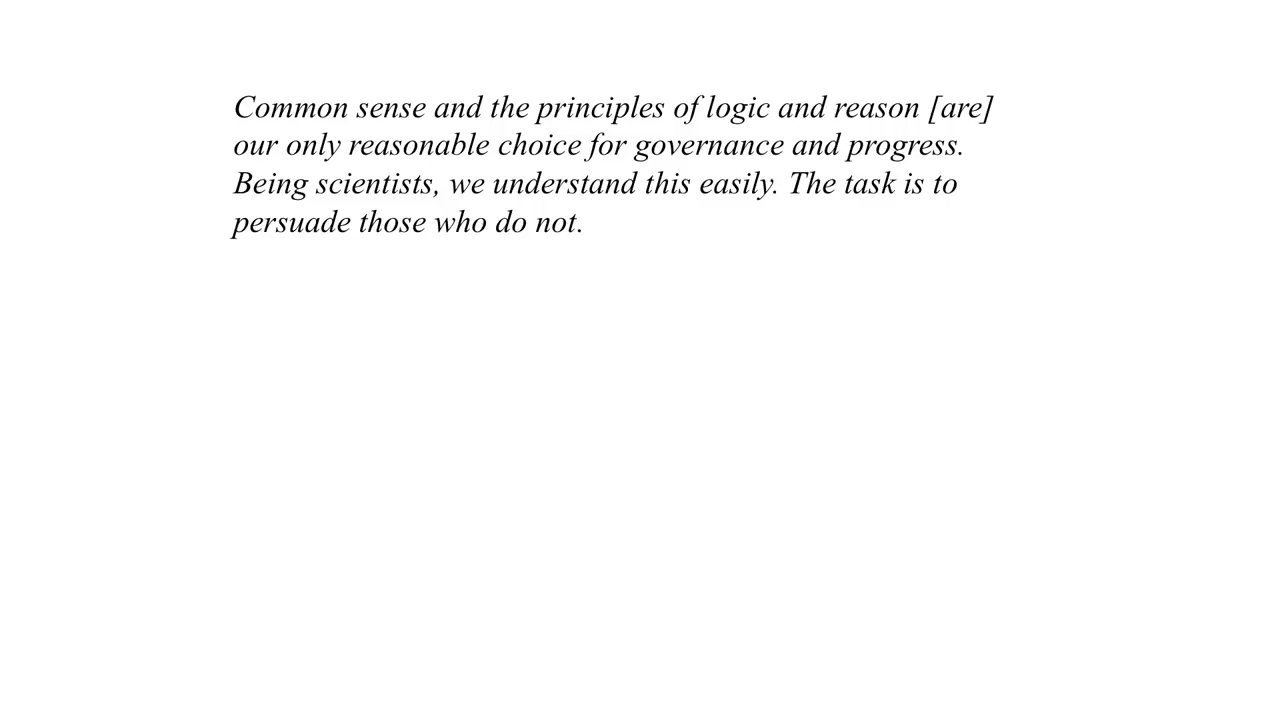 Common sense and the principles of logic and reason [are]
our only reasonable choice for governance and progress.
Being scientists, we understand this easily. The task is to
persuade those who do not.